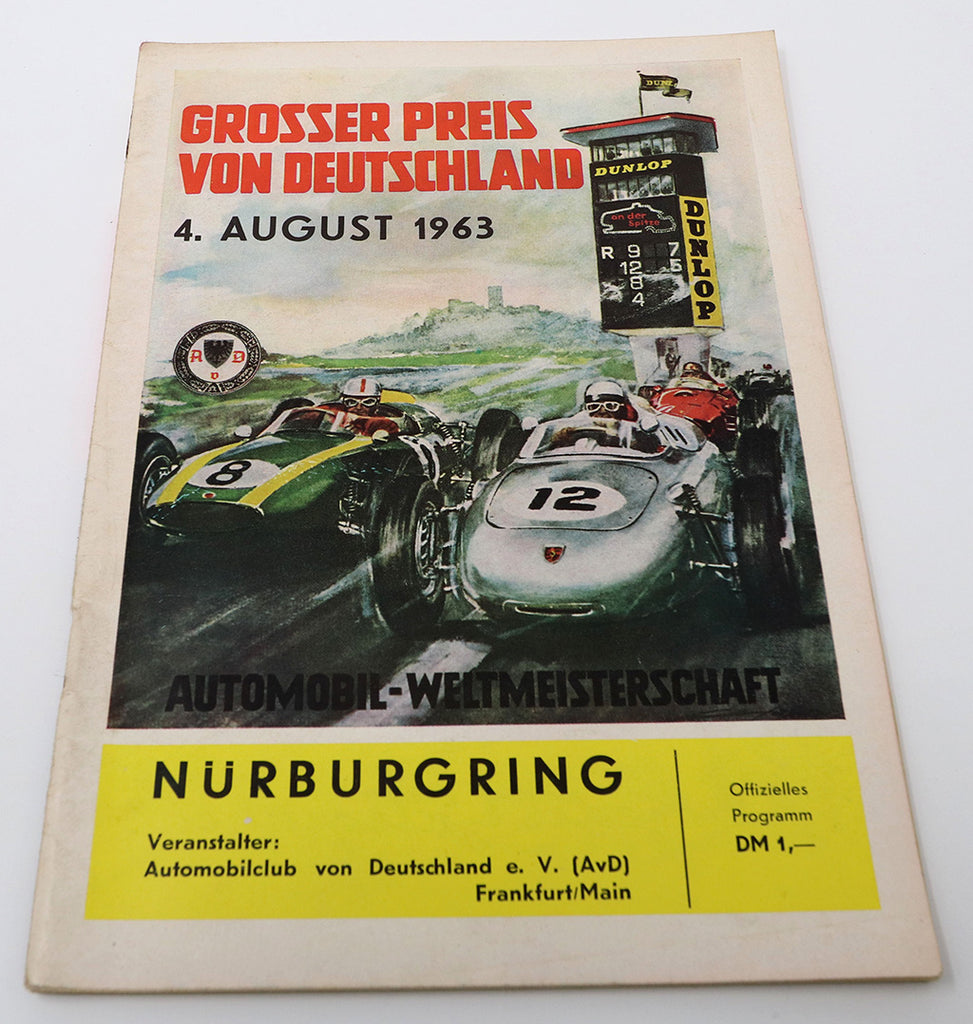 GROSSER PREIS
VON DEUTSCHLAND
4. AUGUST 1963
DUNLOP
DUNLOP
an der
Spitze
R 9 7
12 5
8
4
A D
v
8
12
AUTOMOBIL-WELTMEISTERSCHAFT
NÜRBURGRING
Veranstalter:
Automobilclub von Deutschland e. V. (AvD)
Frankfurt/Main
Offizielles
Programm
DM 1,—